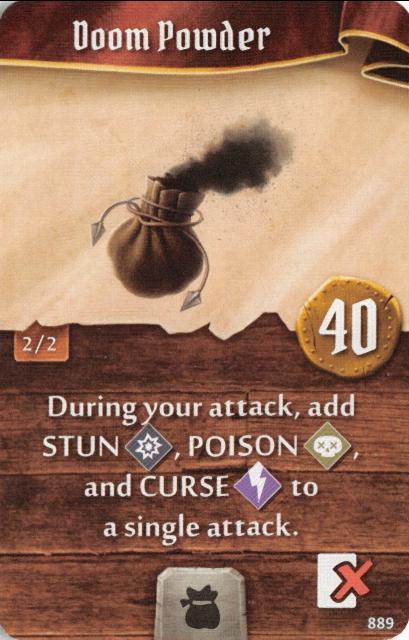 Doom Powder
40
2/2
During your attack, add
STUN, POISON,
and CURSE to
a single attack.
889